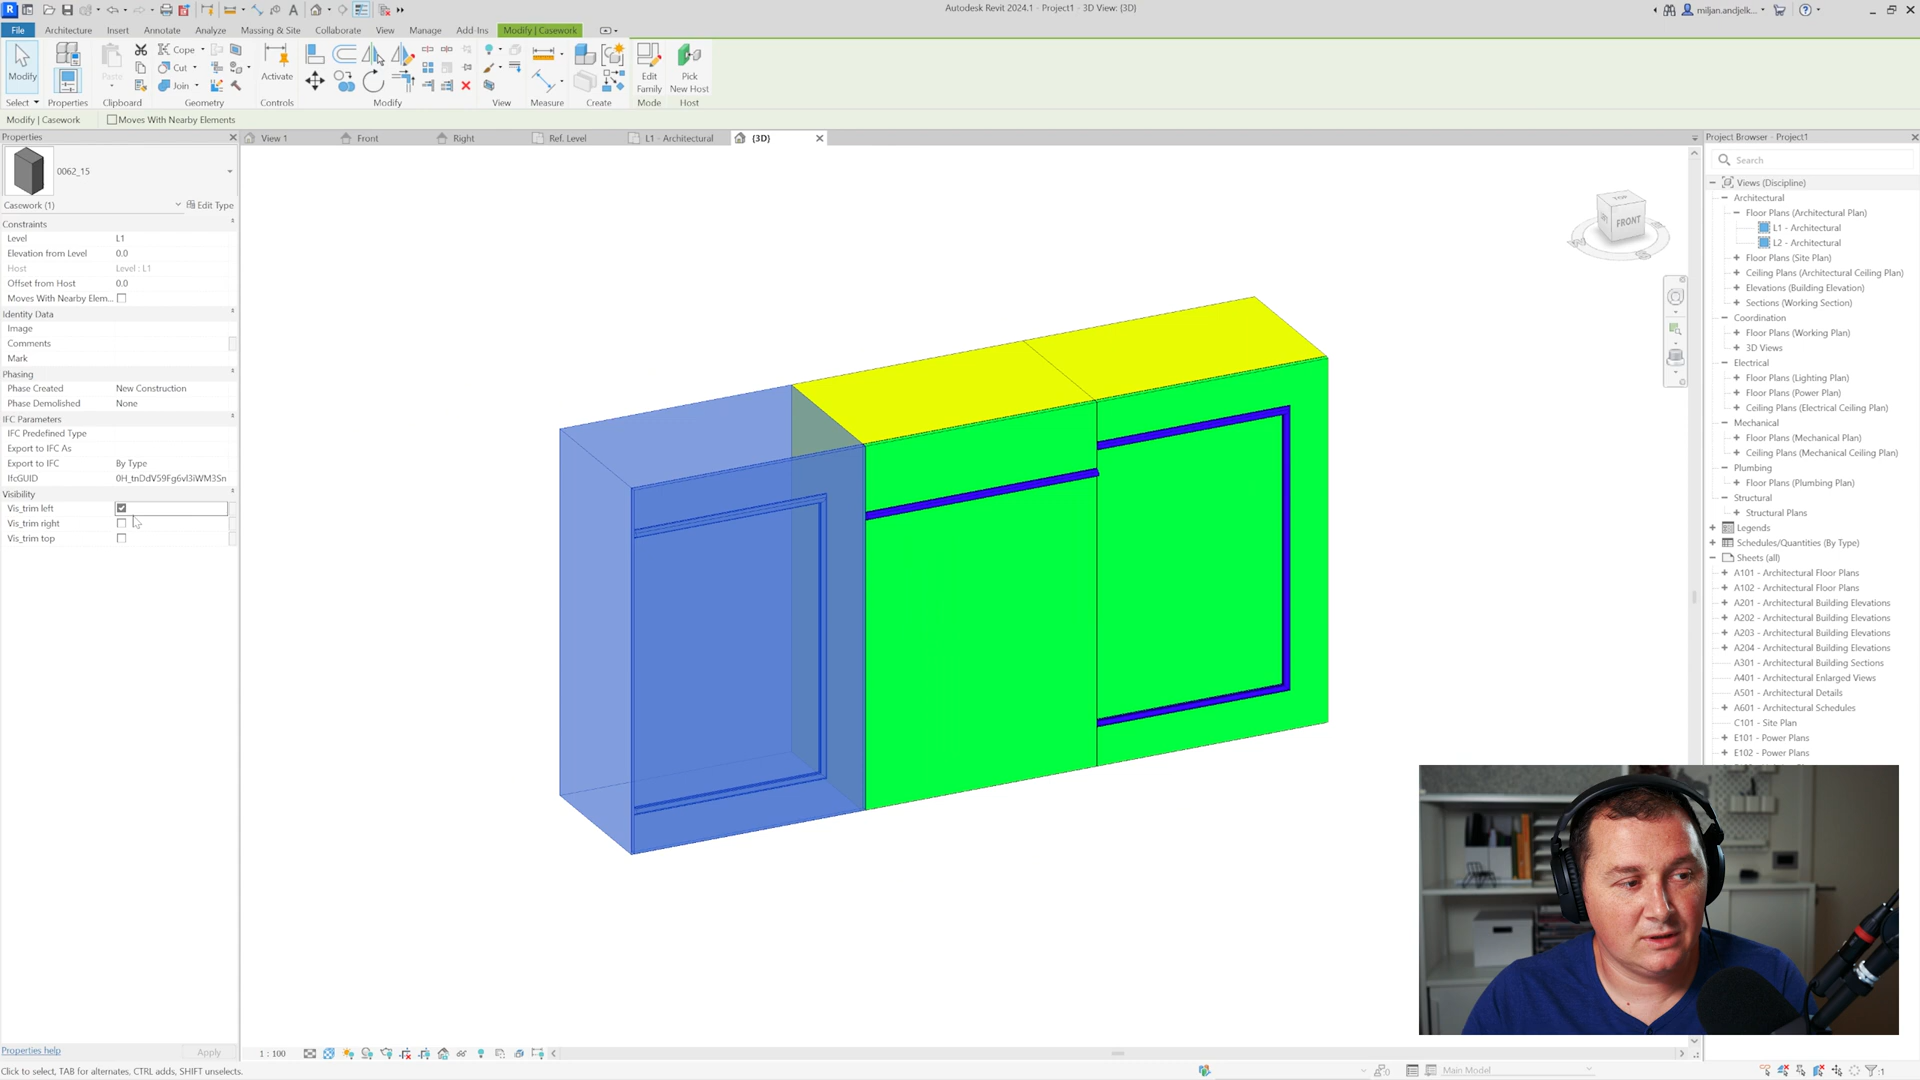 Autodesk Revit 2024.1 - Project1 - 3D View: {3D}
miljan.andjelk...
File
Architecture
Insert
Annotate
Analyze
Massing & Site
Collaborate
View
Manage
Add-Ins
Modify | Casework
Modify
Paste
Cope
Cut
Join
Activate
Edit
Family
Pick
New Host
Select
Properties
Clipboard
Geometry
Controls
Modify
View
Measure
Create
Mode
Host
Modify | Casework
Moves With Nearby Elements
Properties
View 1
Front
Right
Ref. Level
L1 - Architectural
{3D}
Project Browser - Project1
0062_15
Casework (1)
Edit Type
Constraints
Level L1
Elevation from Level 0.0
Host Level : L1
Offset from Host 0.0
Moves With Nearby Elem...
Identity Data
Image
Comments
Mark
Phasing
Phase Created New Construction
Phase Demolished None
IFC Parameters
IFC Predefined Type
Export to IFC As
Export to IFC By Type
IfcGUID 0H_tnDdV59Fg6vl3iWM3Sn
Visibility
Vis_trim left
Vis_trim right
Vis_trim top
TOP
FRONT
Search
Views (Discipline)
Architectural
Floor Plans (Architectural Plan)
L1 - Architectural
L2 - Architectural
Floor Plans (Site Plan)
Ceiling Plans (Architectural Ceiling Plan)
Elevations (Building Elevation)
Sections (Working Section)
Coordination
Floor Plans (Working Plan)
3D Views
Electrical
Floor Plans (Lighting Plan)
Floor Plans (Power Plan)
Ceiling Plans (Electrical Ceiling Plan)
Mechanical
Floor Plans (Mechanical Plan)
Ceiling Plans (Mechanical Ceiling Plan)
Plumbing
Floor Plans (Plumbing Plan)
Structural
Structural Plans
Legends
Schedules/Quantities (By Type)
Sheets (all)
A101 - Architectural Floor Plans
A102 - Architectural Floor Plans
A201 - Architectural Building Elevations
A202 - Architectural Building Elevations
A203 - Architectural Building Elevations
A204 - Architectural Building Elevations
A301 - Architectural Building Sections
A401 - Architectural Enlarged Views
A501 - Architectural Details
A601 - Architectural Schedules
C101 - Site Plan
E101 - Power Plans
E102 - Power Plans
Properties help
Apply
1 : 100
Click to select, TAB for alternates, CTRL adds, SHIFT unselects.
:0
Main Model
:1